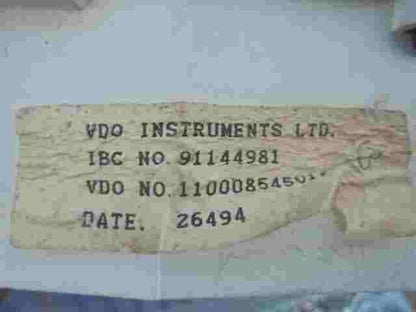 VDO INSTRUMENTS LTD.
IBC NO. 91144981
VDO NO.
DATE. 26494